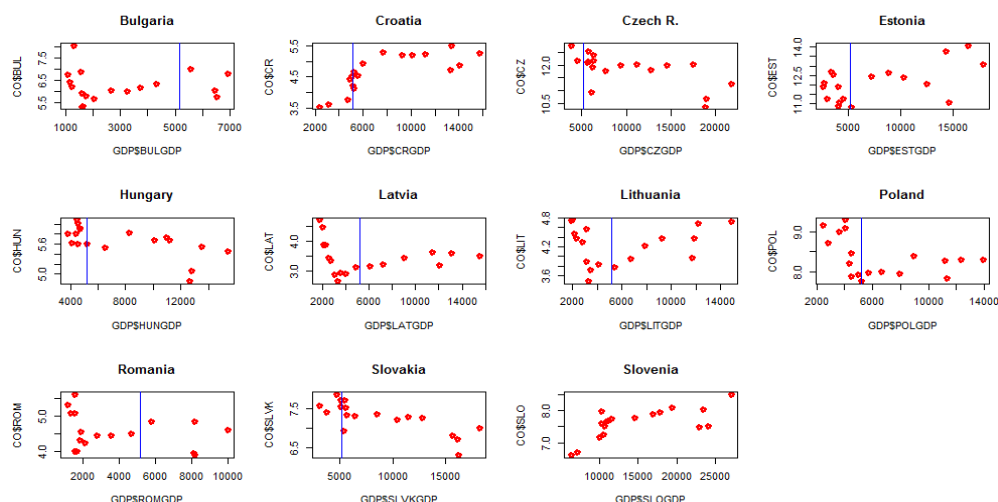 Bulgaria Croatia Czech R. Estonia
CO$BUL
5.5 6.5 7.5
1000 3000 5000 7000
GDP$BULGDP
CO$CR
3.5 4.5 5.5
2000 6000 10000 14000
GDP$CRGDP
CO$CZ
10.5 12.0
5000 10000 15000 20000
GDP$CZGDP
CO$EST
11.0 12.5 14.0
5000 10000 15000
GDP$ESTGDP
Hungary Latvia Lithuania Poland
CO$HUN
5.0 5.6
4000 8000 12000
GDP$HUNGDP
CO$LAT
3.0 4.0
2000 6000 10000 14000
GDP$LATGDP
CO$LIT
3.6 4.2 4.8
2000 6000 10000 14000
GDP$LITGDP
CO$POL
8.0 9.0
2000 6000 10000 14000
GDP$POLGDP
Romania Slovakia Slovenia
CO$ROM
4.0 5.0
2000 4000 6000 8000 10000
GDP$ROMGDP
CO$SLVK
6.5 7.5
5000 10000 15000
GDP$SLVKGDP
CO$SLO
7.0 8.0
5000 10000 15000 20000 25000
GDP$SLOGDP